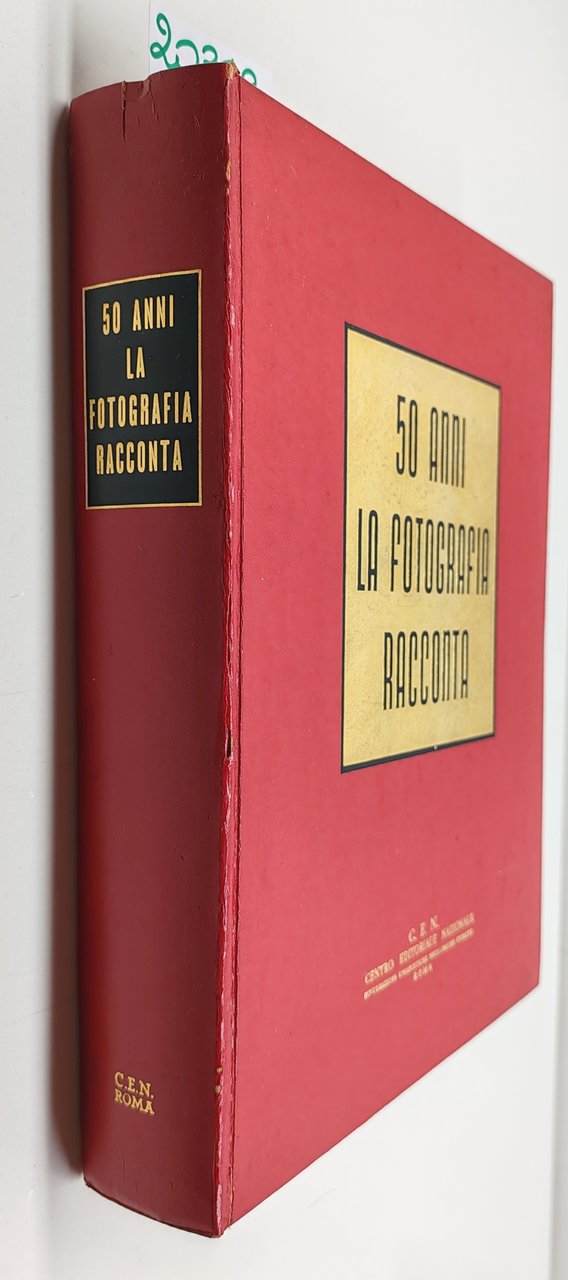 50 ANNI
LA
FOTOGRAFIA
RACCONTA
C.E.N.
ROMA
50 ANNI
LA FOTOGRAFIA
RACCONTA
C. E. N.
CENTRO EDITORIALE NAZIONALE
ROMA